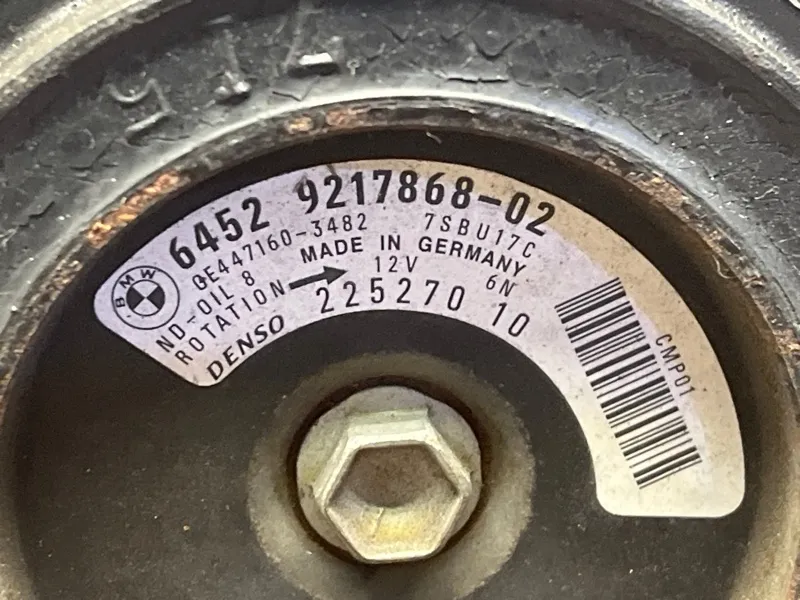 BMW
6452 9217868-02
GE447160-3482 7SBU17C
MADE IN GERMANY
ND-OIL 8 12V 6N
ROTATION
DENSO 225270 10
CMP01